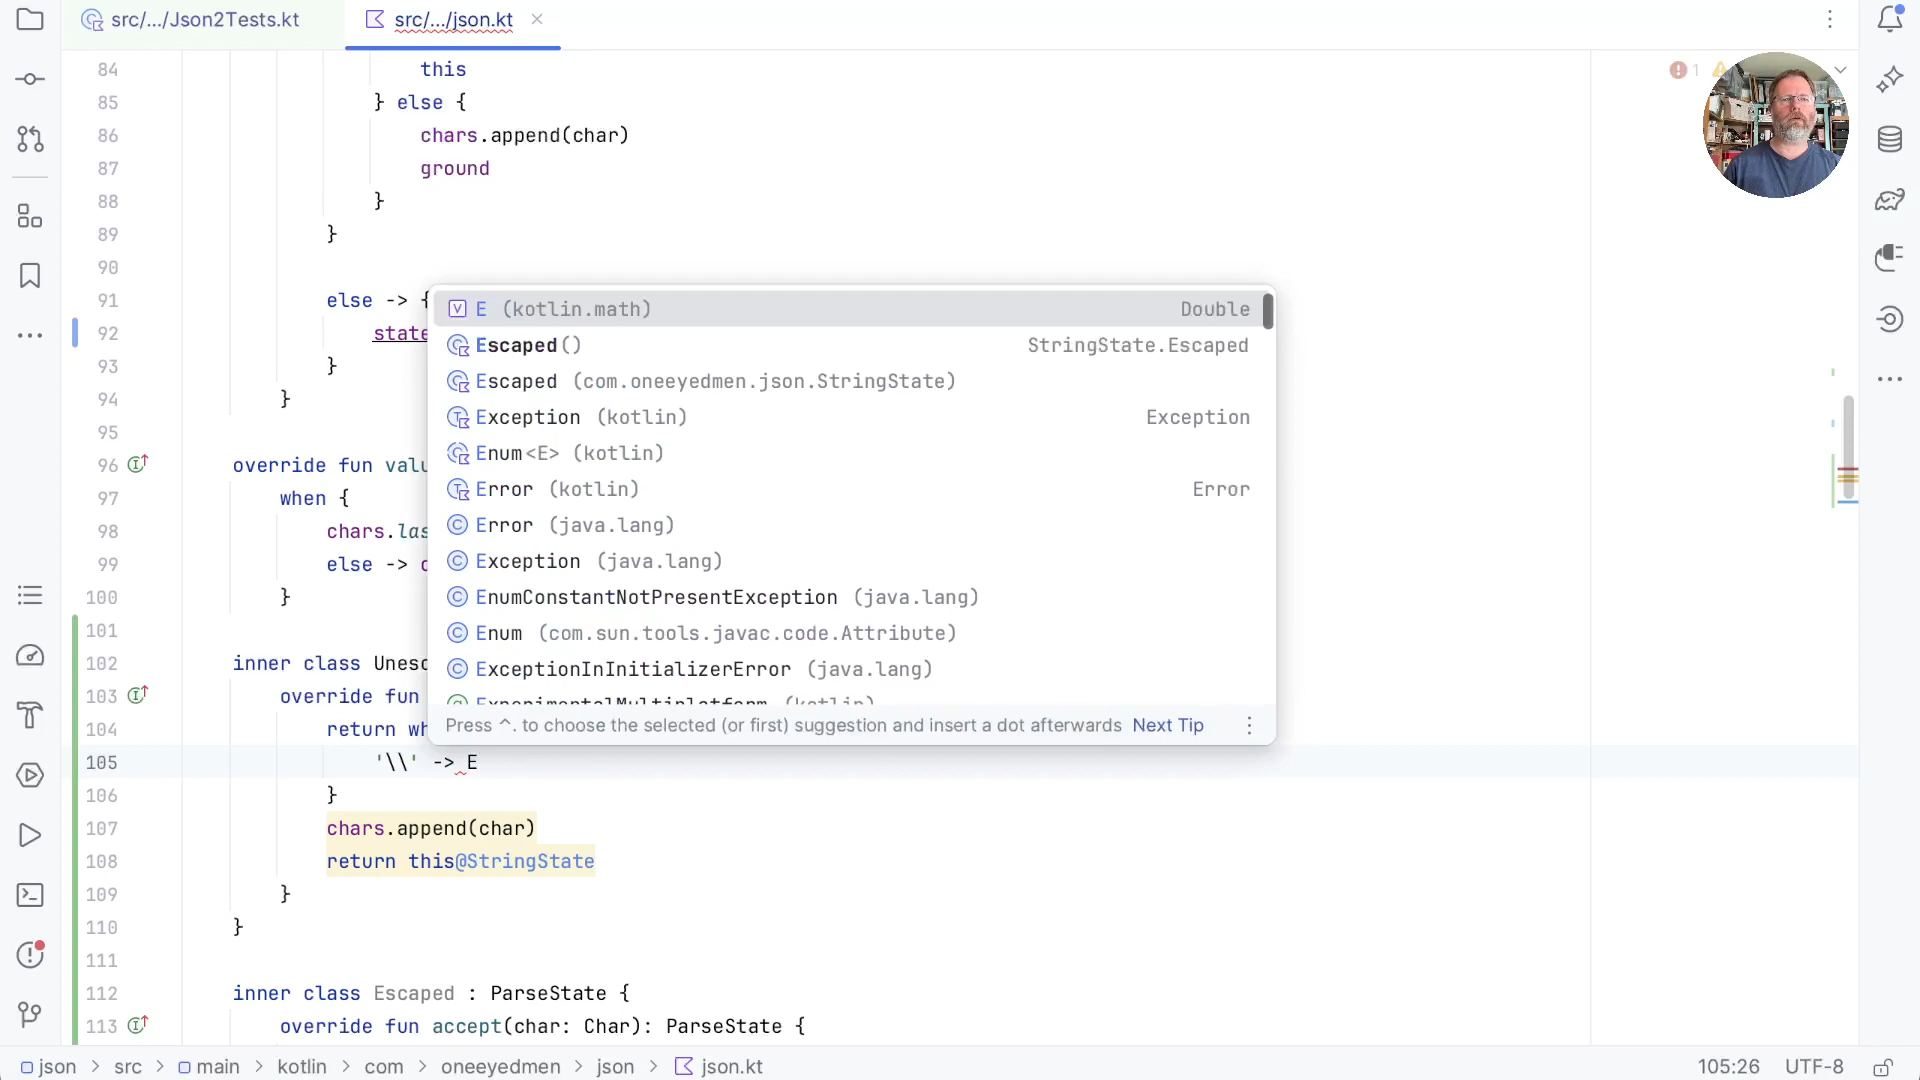 src/.../Json2Tests.kt
src/.../json.kt
84 this
85 } else {
86 chars.append(char)
87 ground
88 }
89 }
90
91 else -> {
92 state
93 }
94 }
95
96 override fun valu
97 when {
98 chars.las
99 else -> c
100 }
101
102 inner class Unesc
103 override fun
104 return wh
105 '\\' -> E
106 }
107 chars.append(char)
108 return this@StringState
109 }
110 }
111
112 inner class Escaped : ParseState {
113 override fun accept(char: Char): ParseState {
1
E (kotlin.math) Double
Escaped() StringState.Escaped
Escaped (com.oneeyedmen.json.StringState)
Exception (kotlin) Exception
Enum<E> (kotlin)
Error (kotlin) Error
Error (java.lang)
Exception (java.lang)
EnumConstantNotPresentException (java.lang)
Enum (com.sun.tools.javac.code.Attribute)
ExceptionInInitializerError (java.lang)
ExperimentalMultiplatform (kotlin)
Press ^. to choose the selected (or first) suggestion and insert a dot afterwards Next Tip
json > src > main > kotlin > com > oneeyedmen > json > json.kt
105:26 UTF-8